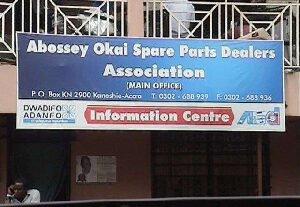 Abossey Okai Spare Parts Dealers
Association
(MAIN OFFICE)
P. O. Box KN 2900 Kaneshie-Accra T: 0302 - 688 939 F: 0302 - 688 936
DWADIFO
ADANFO
Information Centre